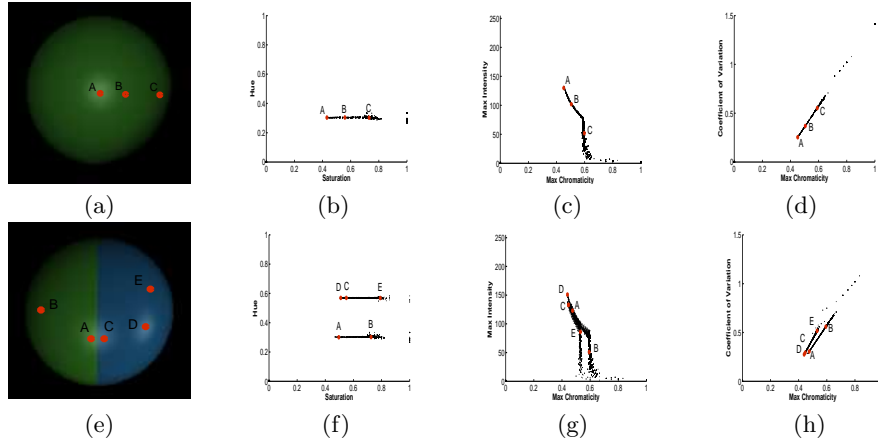 A B C
1
0.8
0.6
0.4
0.2
0
Hue
A B C
0 0.2 0.4 0.6 0.8 1
Saturation
250
200
150
100
50
0
Max Intensity
A
B
C
0 0.2 0.4 0.6 0.8 1
Max Chromaticity
1.5
1
0.5
0
Coefficient of Variation
C
B
A
0 0.2 0.4 0.6 0.8 1
Max Chromaticity
(a) (b) (c) (d)
E
B
A C D
1
0.8
0.6
0.4
0.2
0
Hue
D C E
A B
0 0.2 0.4 0.6 0.8 1
Saturation
250
200
150
100
50
0
Max Intensity
D
C A
E
B
0 0.2 0.4 0.6 0.8 1
Max Chromaticity
1.5
1
0.5
0
Coefficient of Variation
E
C B
D A
0 0.2 0.4 0.6 0.8
Max Chromaticity
(e) (f) (g) (h)